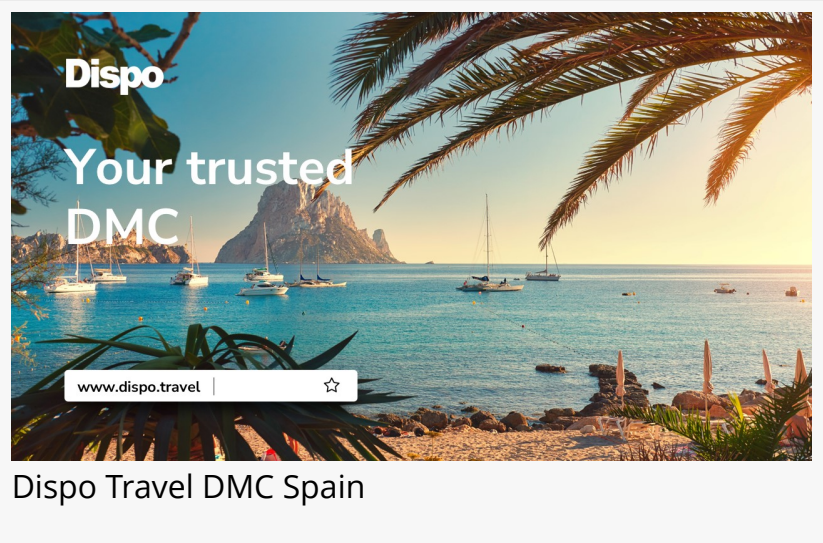 Dispo
Your trusted
DMC
www.dispo.travel
Dispo Travel DMC Spain